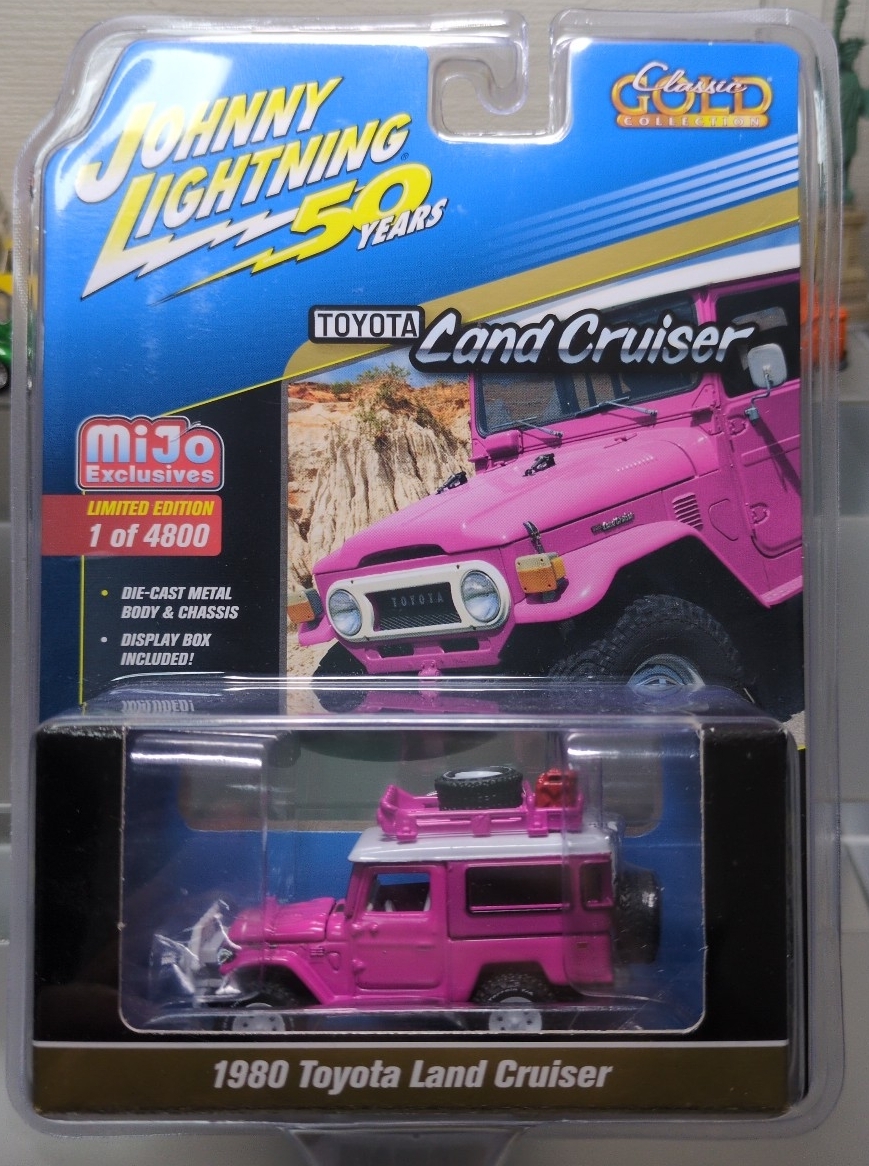 JOHNNY
LIGHTNING®
50
YEARS
Classic
GOLD
COLLECTION
TOYOTA
Land Cruiser
MiJo
Exclusives
LIMITED EDITION
1 of 4800
• DIE-CAST METAL
BODY & CHASSIS
• DISPLAY BOX
INCLUDED!
TOYOTA
1980 Toyota Land Cruiser